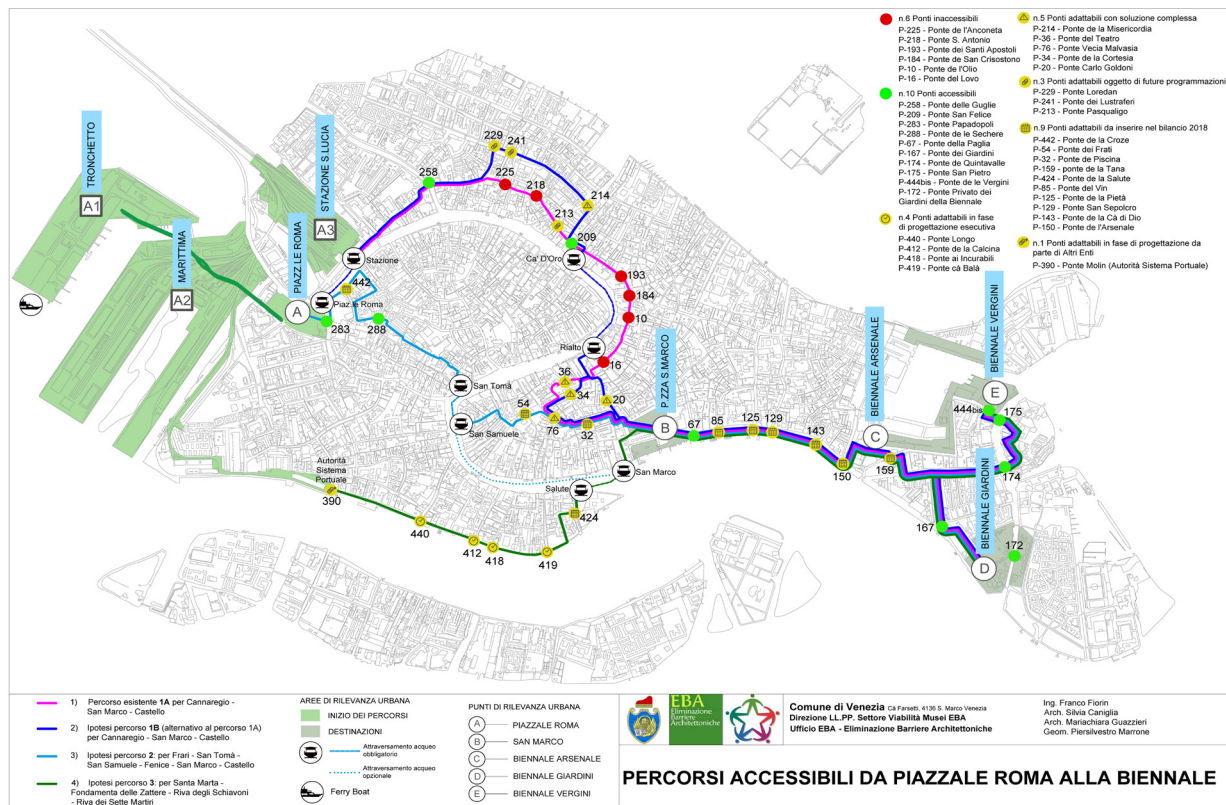 n.6 Ponti inaccessibili
P-225 - Ponte de l'Anconeta
P-218 - Ponte S. Antonio
P-193 - Ponte dei Santi Apostoli
P-184 - Ponte de San Crisostono
P-10 - Ponte de l'Olio
P-16 - Ponte del Lovo
n.10 Ponti accessibili
P-258 - Ponte delle Guglie
P-209 - Ponte San Felice
P-283 - Ponte Papadopoli
P-288 - Ponte de le Sechere
P-67 - Ponte della Paglia
P-167 - Ponte dei Giardini
P-174 - Ponte de Quintavalle
P-175 - Ponte San Pietro
P-444bis - Ponte de le Vergini
P-172 - Ponte Privato dei
Giardini della Biennale
n.4 Ponti adattabili in fase
di progettazione esecutiva
P-440 - Ponte Longo
P-412 - Ponte de la Calcina
P-418 - Ponte ai Incurabili
P-419 - Ponte cà Balà
n.5 Ponti adattabili con soluzione complessa
P-214 - Ponte de la Misericordia
P-36 - Ponte del Teatro
P-76 - Ponte Vecia Malvasia
P-34 - Ponte de la Cortesia
P-20 - Ponte Carlo Goldoni
n.3 Ponti adattabili oggetto di future programmazioni
P-229 - Ponte Loredan
P-241 - Ponte dei Lustraferi
P-213 - Ponte Pasqualigo
n.9 Ponti adattabili da inserire nel bilancio 2018
P-442 - Ponte de la Croze
P-54 - Ponte dei Frati
P-32 - Ponte de Piscina
P-159 - Ponte de la Tana
P-424 - Ponte de la Salute
P-85 - Ponte del Vin
P-125 - Ponte de la Pietà
P-129 - Ponte San Sepolcro
P-143 - Ponte de la Cà di Dio
P-150 - Ponte de l'Arsenale
n.1 Ponti adattabili in fase di progettazione da
parte di Altri Enti
P-390 - Ponte Molin (Autorità Sistema Portuale)
TRONCHETTO
A1
MARITTIMA
A2
STAZIONE S.LUCIA
A3
PIAZZ.LE ROMA
A
229
241
258
225
218
214
213
209
Stazione
Ca' D'Oro
442
193
184
10
Piaz.le Roma
283
288
Rialto
16
P.ZZA S.MARCO
B
BIENNALE ARSENALE
C
BIENNALE VERGINI
E
San Tomà
36
34
20
54
San Samuele
76
32
67
85
125
129
143
150
159
444bis
175
174
BIENNALE GIARDINI
D
167
172
San Marco
Salute
424
Autorità
Sistema
Portuale
390
440
412
418
419
1) Percorso esistente 1A per Cannaregio -
San Marco - Castello
2) Ipotesi percorso 1B (alternativo al percorso 1A)
per Cannaregio - San Marco - Castello
3) Ipotesi percorso 2: per Frari - San Tomà -
San Samuele - Fenice - San Marco - Castello
4) Ipotesi percorso 3: per Santa Marta -
Fondamenta delle Zattere - Riva degli Schiavoni
- Riva dei Sette Martiri
AREE DI RILEVANZA URBANA
INIZIO DEI PERCORSI
DESTINAZIONI
Attraversamento acqueo
obbligatorio
Attraversamento acqueo
opzionale
Ferry Boat
PUNTI DI RILEVANZA URBANA
A PIAZZALE ROMA
B SAN MARCO
C BIENNALE ARSENALE
D BIENNALE GIARDINI
E BIENNALE VERGINI
EBA
Eliminazione
Barriere
Architettoniche
Comune di Venezia Cà Farsetti, 4136 S. Marco Venezia
Direzione LL.PP. Settore Viabilità Musei EBA
Ufficio EBA - Eliminazione Barriere Architettoniche
Ing. Franco Fiorin
Arch. Silvia Caniglia
Arch. Mariachiara Guazzieri
Geom. Piersilvestro Marrone
PERCORSI ACCESSIBILI DA PIAZZALE ROMA ALLA BIENNALE